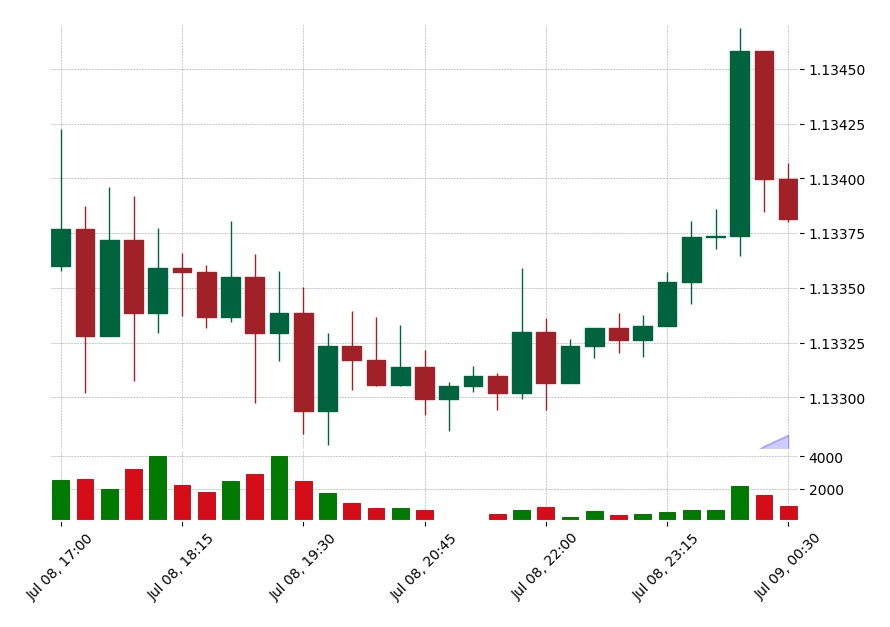 1.13450
1.13425
1.13400
1.13375
1.13350
1.13325
1.13300
4000
2000
Jul 08, 17:00
Jul 08, 18:15
Jul 08, 19:30
Jul 08, 20:45
Jul 08, 22:00
Jul 08, 23:15
Jul 09, 00:30